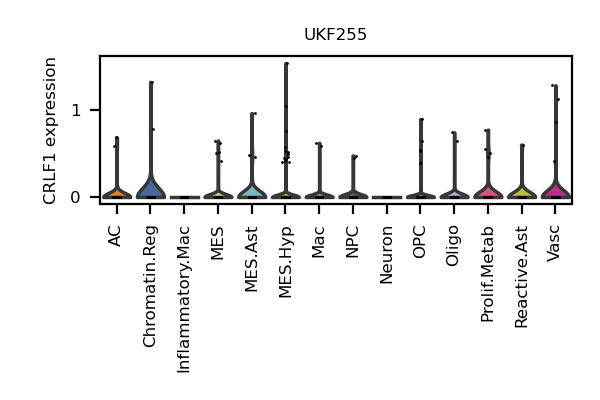 UKF255
CRLF1 expression
1
0
AC
Chromatin.Reg
Inflammatory.Mac
MES
MES.Ast
MES.Hyp
Mac
NPC
Neuron
OPC
Oligo
Prolif.Metab
Reactive.Ast
Vasc